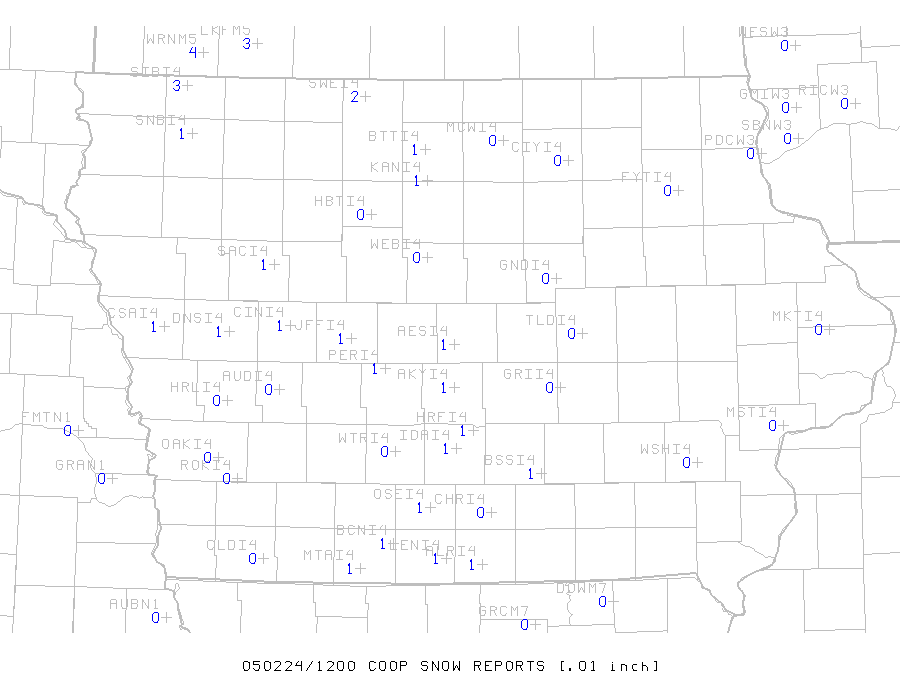 LKFM5
WRNM5 3
4
NESW3
0
SIBI4
3
SWEI4
2
GMIW3 RICW3
0 0
SNBI4
1
BTTI4
1
MCWI4
0
CIYI4
0
SBNW3
0
PDCW3
0
KANI4
1
FYTI4
0
HBTI4
0
WEBI4
0
SACI4
1
GNDI4
0
CSAI4 DNSI4 CINI4 JFFI4
1 1 1 1
AESI4
1
TLDI4
0
MKTI4
0
PERI4
1
HRLI4 AUDI4
0 0
AKYI4
1
GRII4
0
FMTN1
0
HRFI4
1
MSTI4
0
OAKI4
0
WTRI4 IDAI4
0 1
WSHI4
0
GRAN1
0
ROKI4
0
BSSI4
1
OSEI4 CHRI4
1 0
BCNI4
1
CLDI4
0
MTAI4
1
LENI4
1
1
AUBN1
0
DDWM7
0
GRCM7
0
050224/1200 COOP SNOW REPORTS [.01 inch]